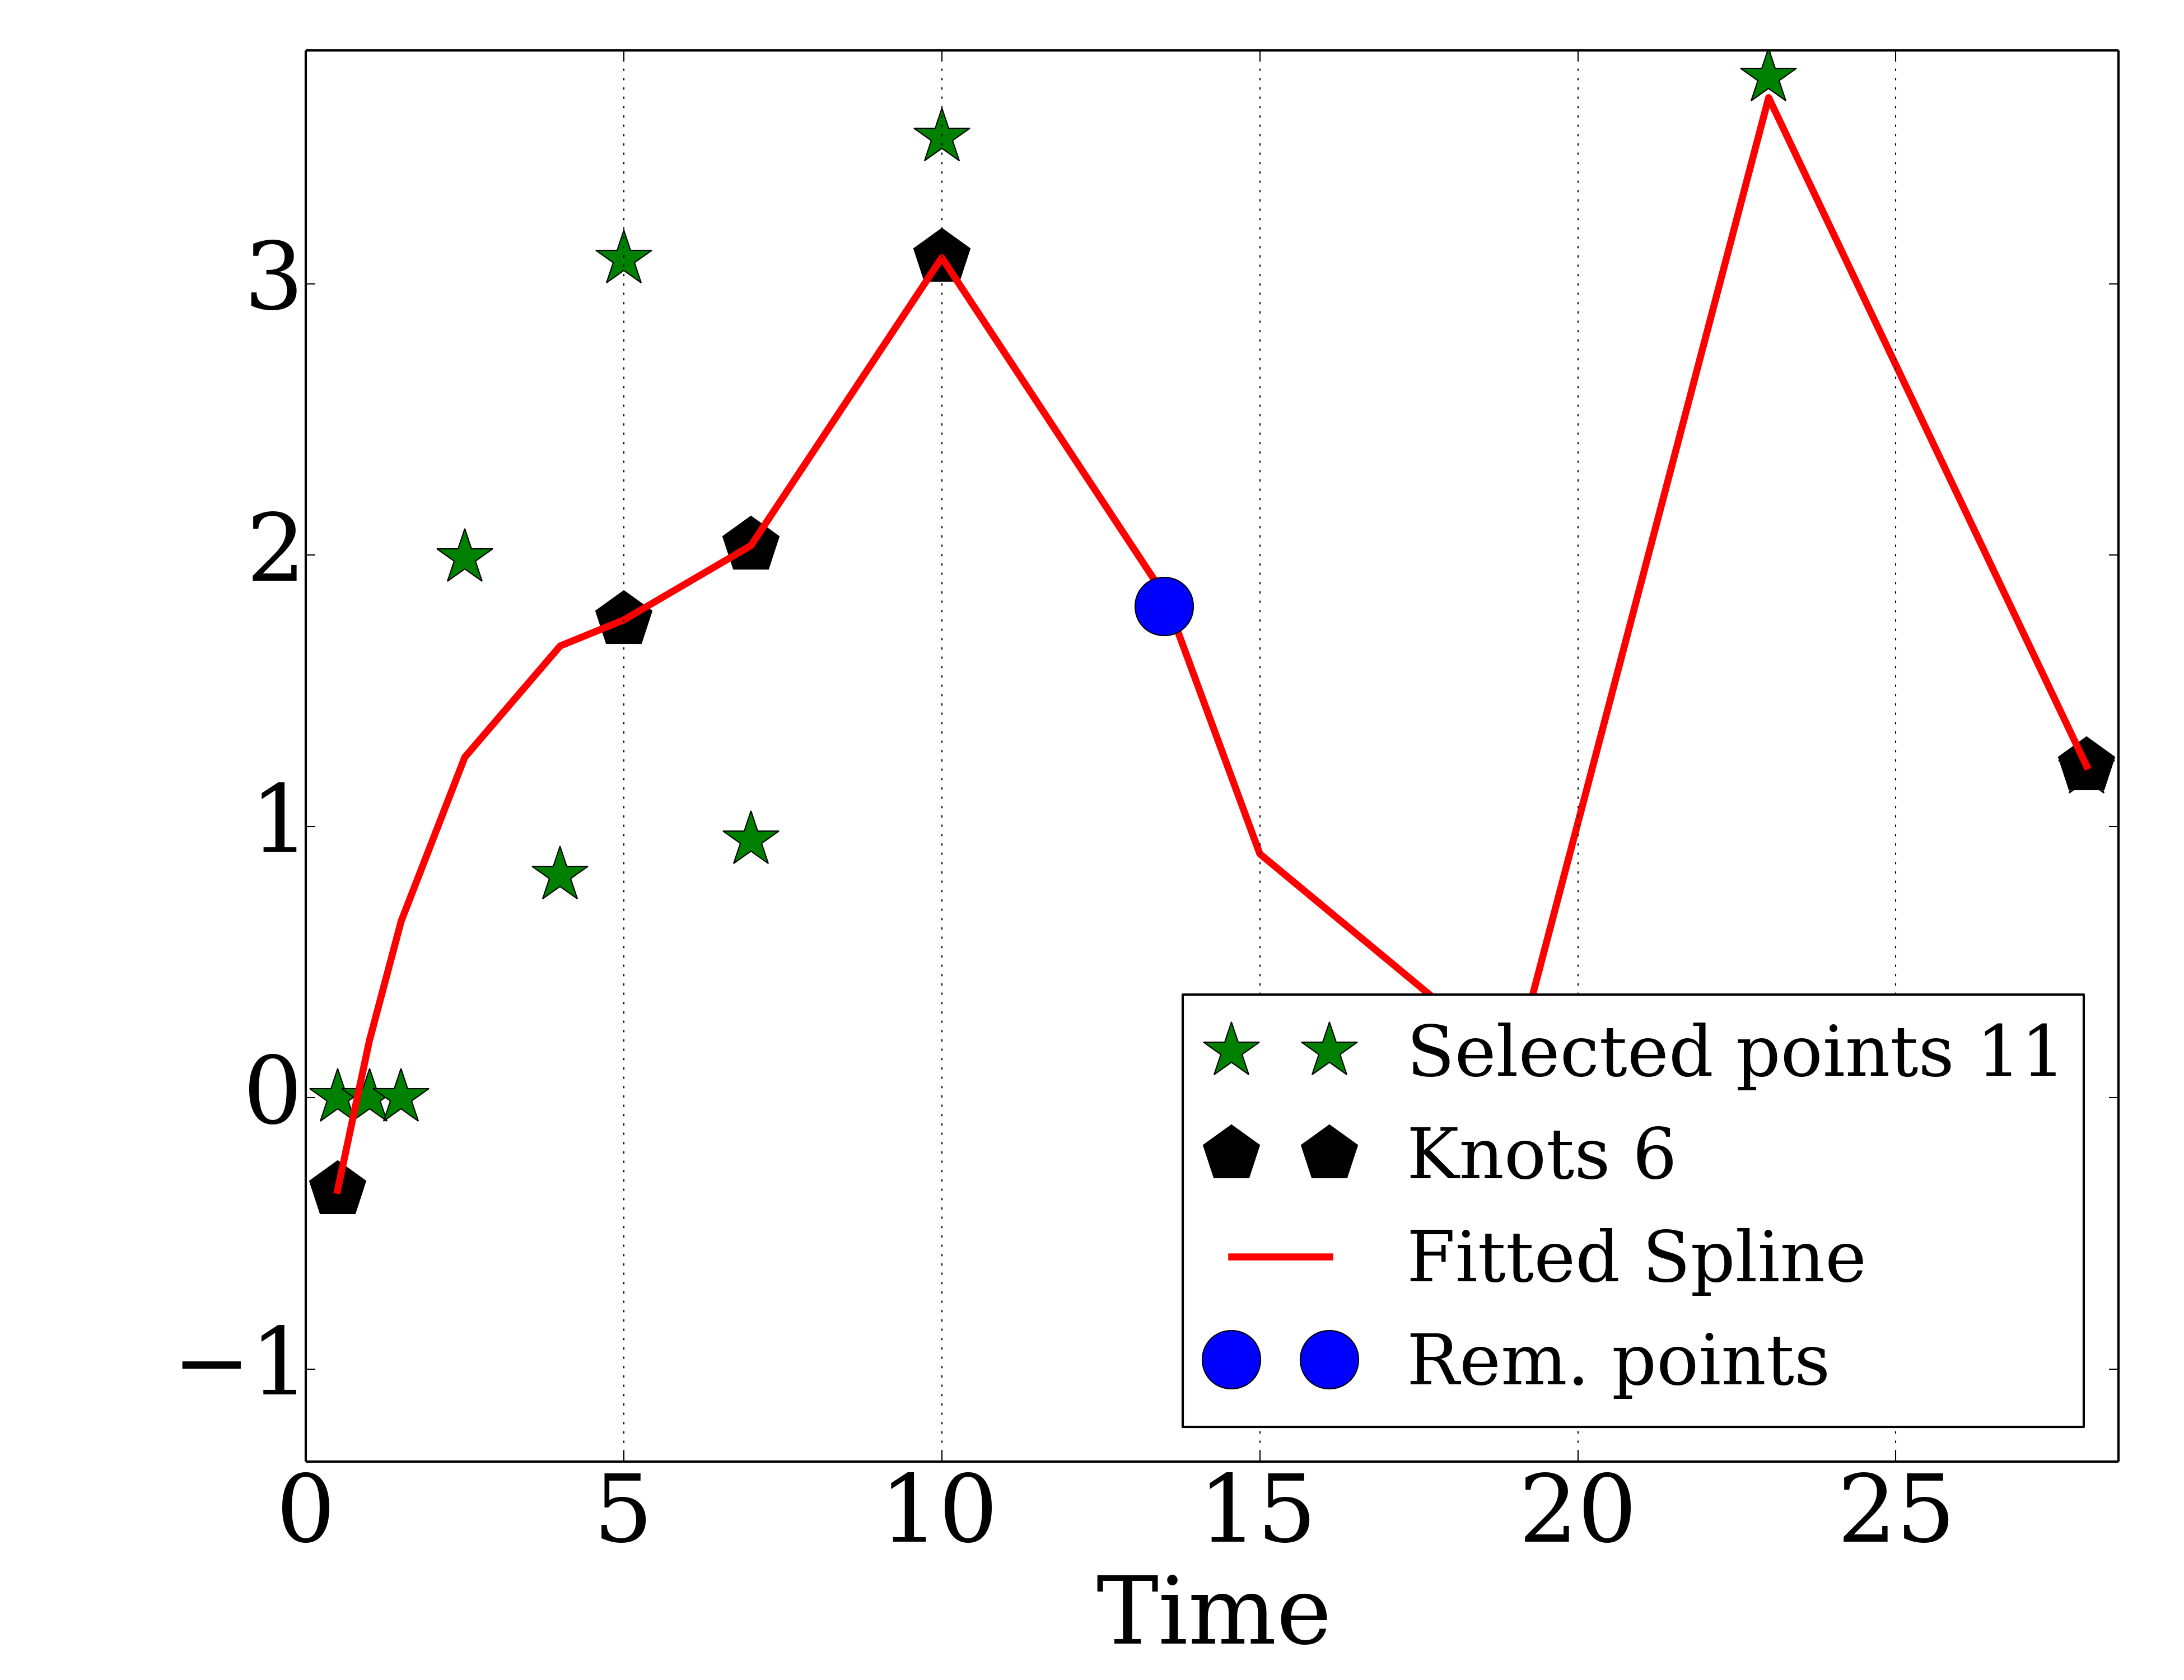 3
2
1
0
−1
Selected points 11
Knots 6
Fitted Spline
Rem. points
0 5 10 15 20 25
Time